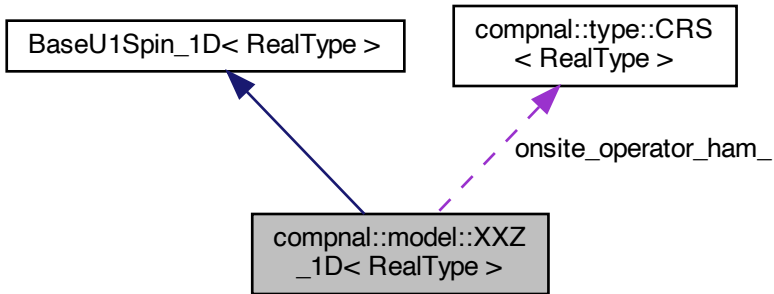 BaseU1Spin_1D< RealType >
compnal::type::CRS
< RealType >
onsite_operator_ham_
compnal::model::XXZ
_1D< RealType >